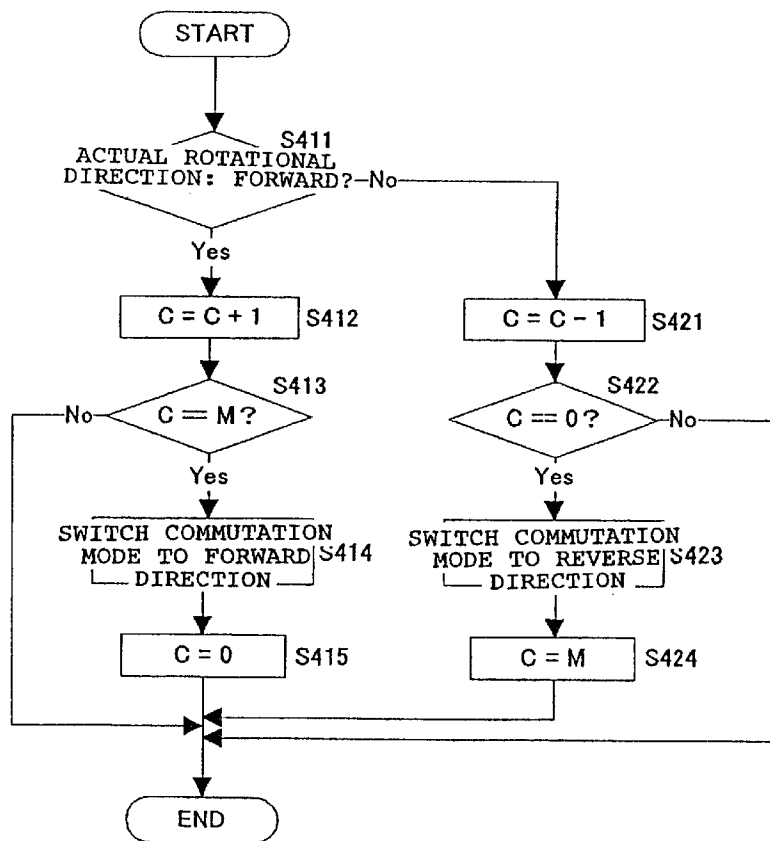 START
S411
ACTUAL ROTATIONAL
DIRECTION: FORWARD?
No
Yes
C = C + 1
S412
S413
C = M ?
No
Yes
SWITCH COMMUTATION
MODE TO FORWARD
DIRECTION
S414
C = 0
S415
C = C - 1
S421
S422
C == 0 ?
No
Yes
SWITCH COMMUTATION
MODE TO REVERSE
DIRECTION
S423
C = M
S424
END